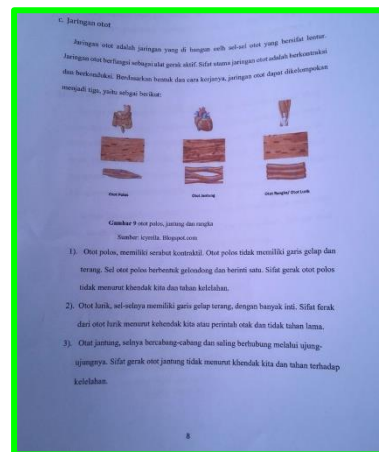 c. Jaringan otot
Jaringan otot adalah jaringan yang di bangun oelh sel-sel otot yang bersifat lentur.
Jaringan otot berfungsi sebagai alat gerak aktif. Sifat utama jaringan otot adalah berkontraksi
dan berkonduksi. Berdasarkan bentuk dan cara kerjanya, jaringan otot dapat dikelompokan
menjadi tiga, yaitu sebagai berikut:
Otot Polos
Otot Jantung
Otot Rangka/ Otot Lurik
Gambar 9 otot polos, jantung dan rangka
Sumber: Blogspot.com
1). Otot polos, memiliki serabut kontraktil. Otot polos tidak memiliki garis gelap dan
terang. Sel otot polos berbentuk gelondong dan berinti satu. Sifat gerak otot polos
tidak menurut khendak kita dan tahan kelelahan.
2). Otot lurik, sel-selnya memiliki garis gelap terang, dengan banyak inti. Sifat ferak
dari otot lurik menurut kehendak kita atau perintah otak dan tidak tahan lama.
3). Otat jantung, selnya bercabang-cabang dan saling berhubung melalui ujung-
ujungnya. Sifat gerak otot jantung tidak menurut khendak kita dan tahan terhadap
kelelahan.
8